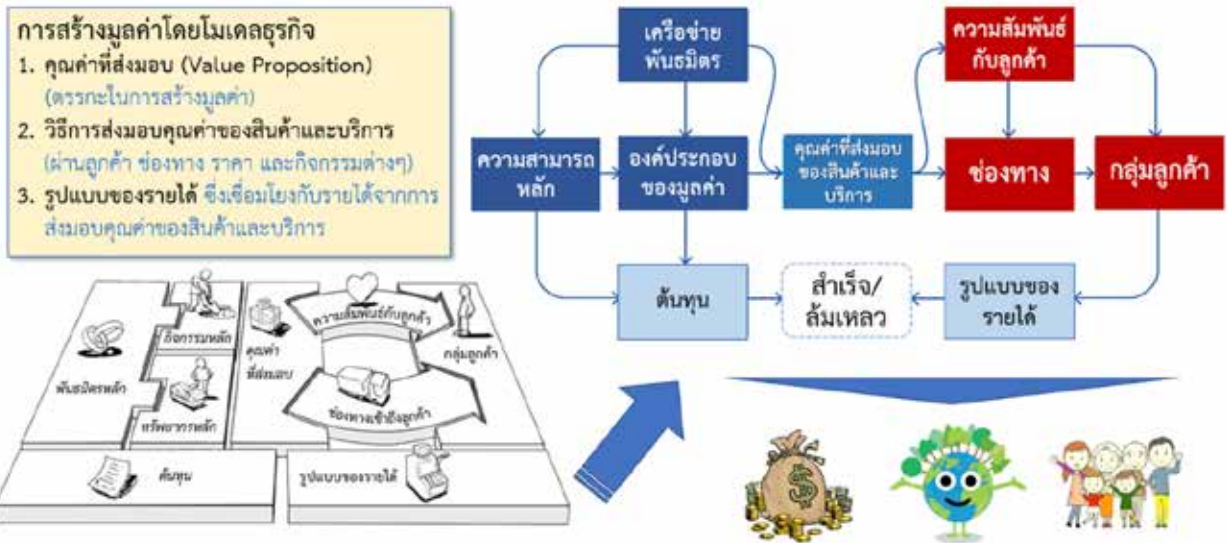 การสร้างมูลค่าโดยโมเดลธุรกิจ
1. คุณค่าที่ส่งมอบ (Value Proposition)
(ตรรกะในการสร้างมูลค่า)
2. วิธีการส่งมอบคุณค่าของสินค้าและบริการ
(ผ่านลูกค้า ช่องทาง ราคา และกิจกรรมต่างๆ)
3. รูปแบบของรายได้ ซึ่งเชื่อมโยงกับรายได้จากการ
ส่งมอบคุณค่าของสินค้าและบริการ
เครือข่าย
พันธมิตร
ความสัมพันธ์
กับลูกค้า
ความสามารถ
หลัก
องค์ประกอบ
ของมูลค่า
คุณค่าที่ส่งมอบ
ของสินค้าและ
บริการ
ช่องทาง
กลุ่มลูกค้า
ต้นทุน
สำเร็จ/
ล้มเหลว
รูปแบบของ
รายได้
พันธมิตรหลัก
กิจกรรมหลัก
ทรัพยากรหลัก
คุณค่า
ที่ส่งมอบ
ความสัมพันธ์กับลูกค้า
ช่องทางเข้าถึงลูกค้า
กลุ่มลูกค้า
ต้นทุน
รูปแบบของรายได้
$